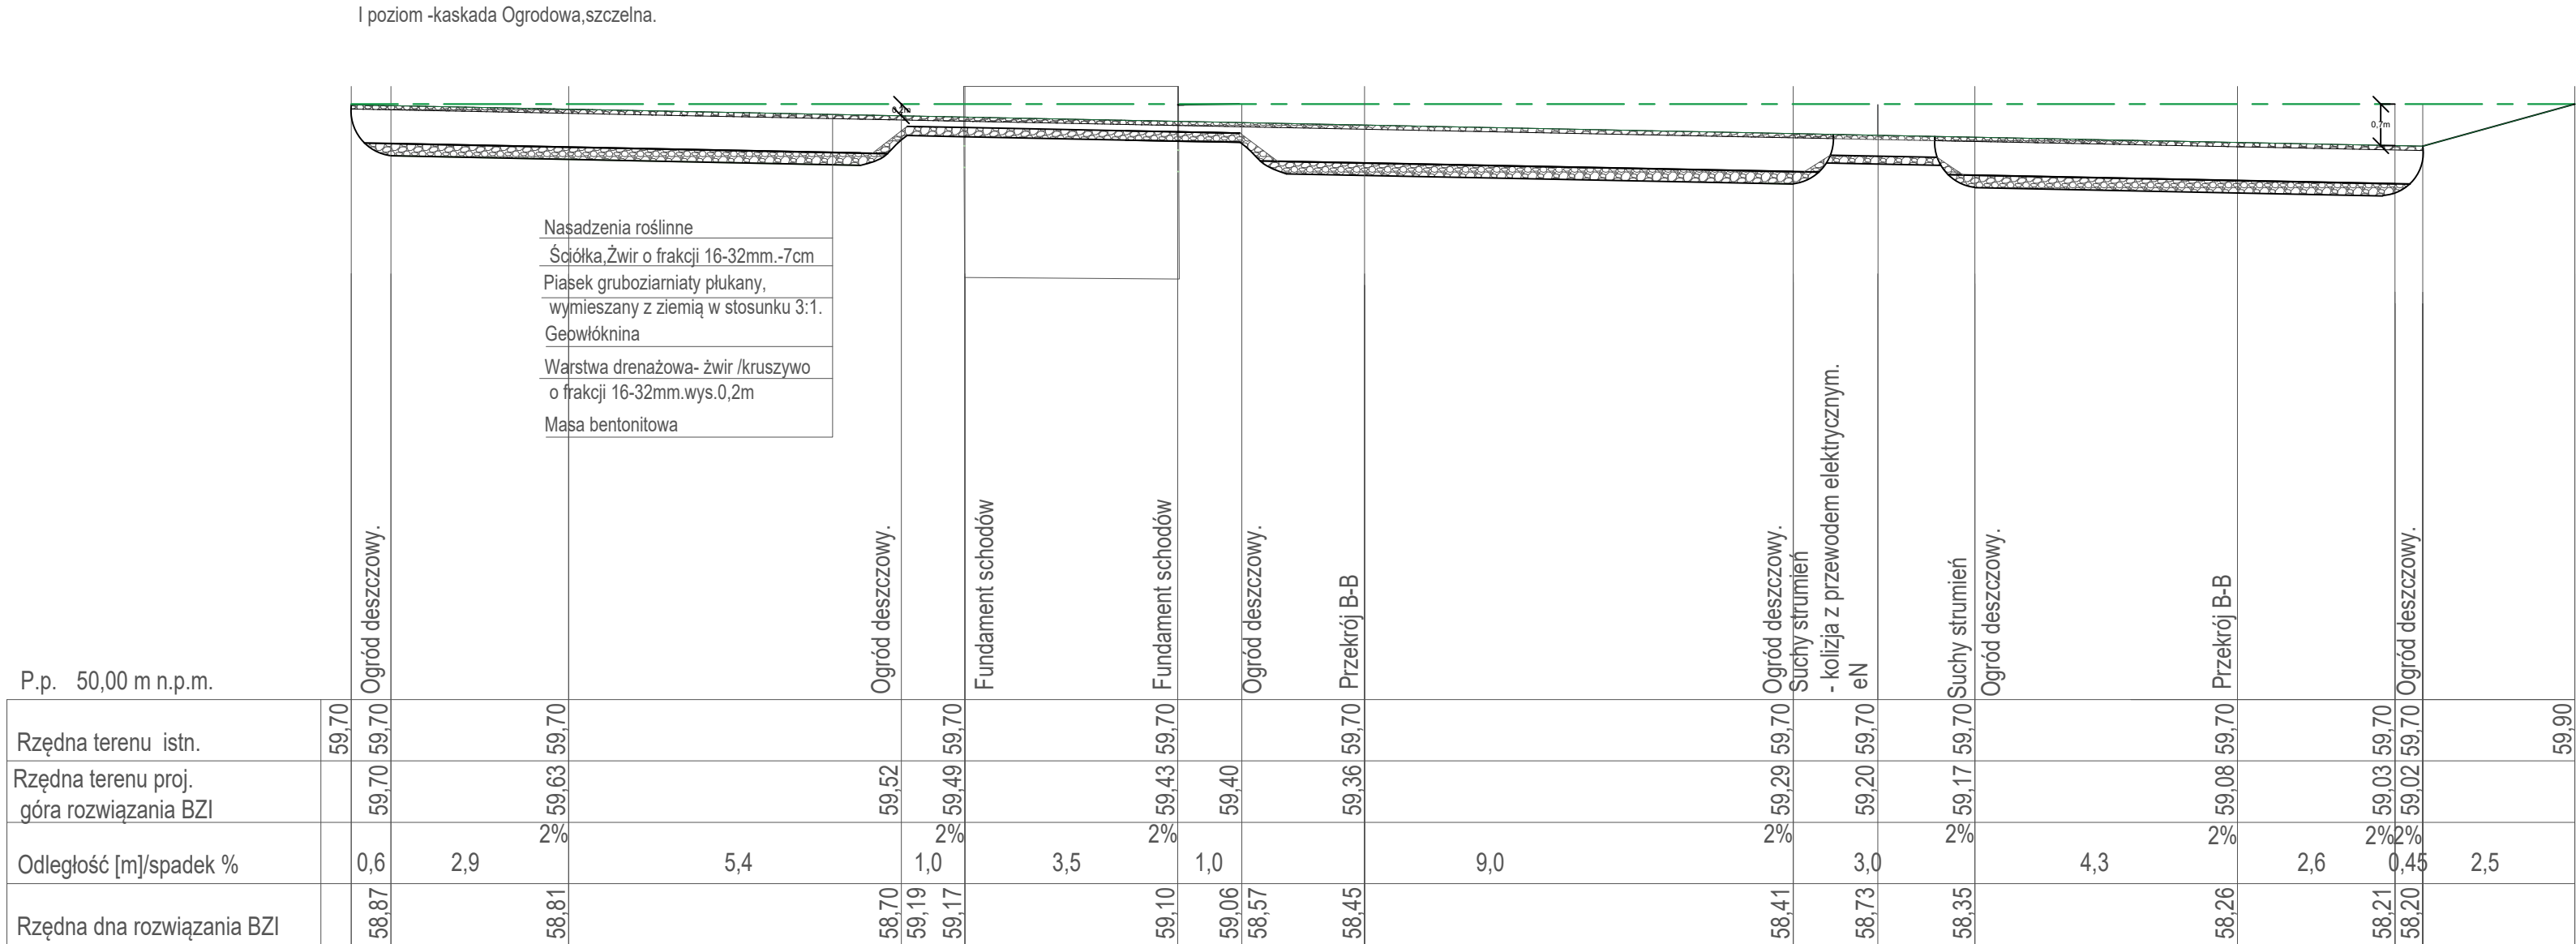 I poziom -kaskada Ogrodowa,szczelna.
0,2m
0,7m
Nasadzenia roślinne
Ściółka,Żwir o frakcji 16-32mm.-7cm
Piasek gruboziarniaty płukany,
wymieszany z ziemią w stosunku 3:1.
Geowłóknina
Warstwa drenażowa- żwir /kruszywo
o frakcji 16-32mm.wys.0,2m
Masa bentonitowa
Ogród deszczowy.
Ogród deszczowy.
Fundament schodów
Fundament schodów
Ogród deszczowy.
Przekrój B-B
Ogród deszczowy.
Suchy strumień
- kolizja z przewodem elektrycznym.
eN
Suchy strumień
Ogród deszczowy.
Przekrój B-B
Ogród deszczowy.
P.p. 50,00 m n.p.m.
Rzędna terenu istn.
59,70 59,70 59,70 59,70 59,70 59,70 59,70 59,70 59,70 59,70 59,70 59,70 59,90
Rzędna terenu proj.
góra rozwiązania BZI
59,70 59,63 59,52 59,49 59,43 59,40 59,36 59,29 59,20 59,17 59,08 59,03 59,02
2% 2% 2% 2% 2% 2% 2% 2%
Odległość [m]/spadek %
0,6 2,9 5,4 1,0 3,5 1,0 9,0 3,0 4,3 2,6 0,45 2,5
Rzędna dna rozwiązania BZI
58,87 58,81 58,70 59,19 59,17 59,10 59,06 58,57 58,45 58,41 58,73 58,35 58,26 58,21 58,20